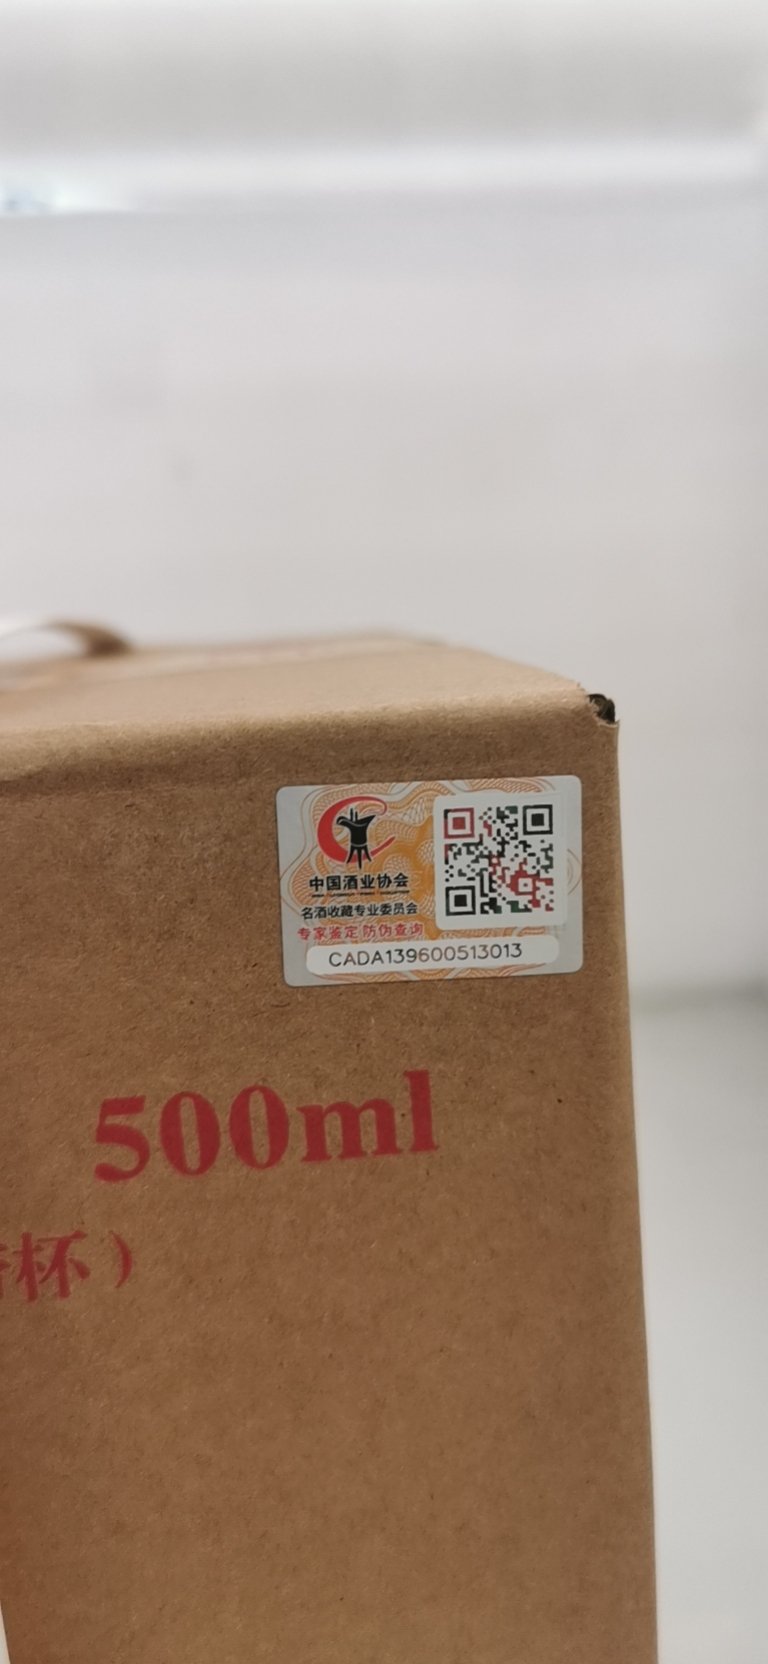 中国酒业协会
名酒收藏专业委员会
专家鉴定 防伪查询
CADA139600513013
500ml
杯）